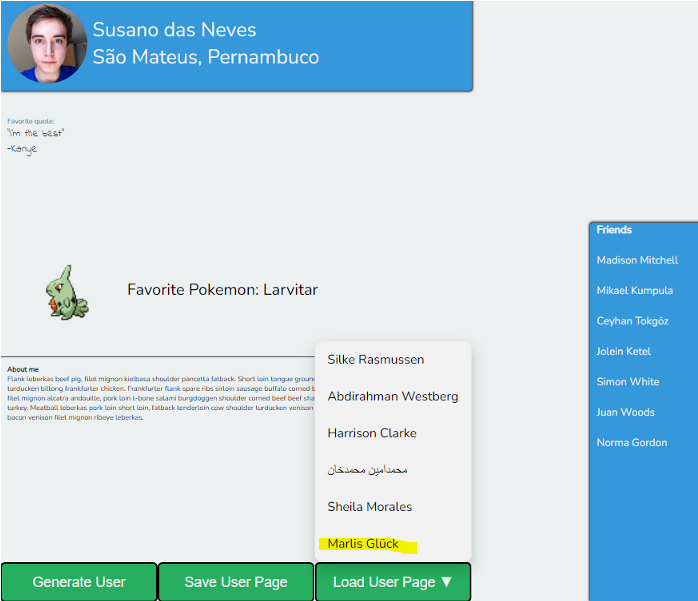 Susano das Neves
São Mateus, Pernambuco
Favorite quote:
"I'm the best"
-Kanye
Favorite Pokemon: Larvitar
About me
Flank leberkas beef pig, filet mignon kielbasa shoulder pancetta fatback. Short loin tongue ground
turducken biltong frankfurter chicken. Frankfurter flank spare ribs sirloin sausage buffalo corned b
filet mignon alcatra andouille, pork loin t-bone salami burgdoggen shoulder corned beef beef sha
turkey. Meatball leberkas pork loin short loin, fatback tenderloin cow shoulder turducken venison
bacon venison filet mignon ribeye leberkas.
Silke Rasmussen
Abdirahman Westberg
Harrison Clarke
محمدامین محمدخان
Sheila Morales
Marlis Glück
Generate User
Save User Page
Load User Page ▼
Friends
Madison Mitchell
Mikael Kumpula
Ceyhan Tokgöz
Jolein Ketel
Simon White
Juan Woods
Norma Gordon